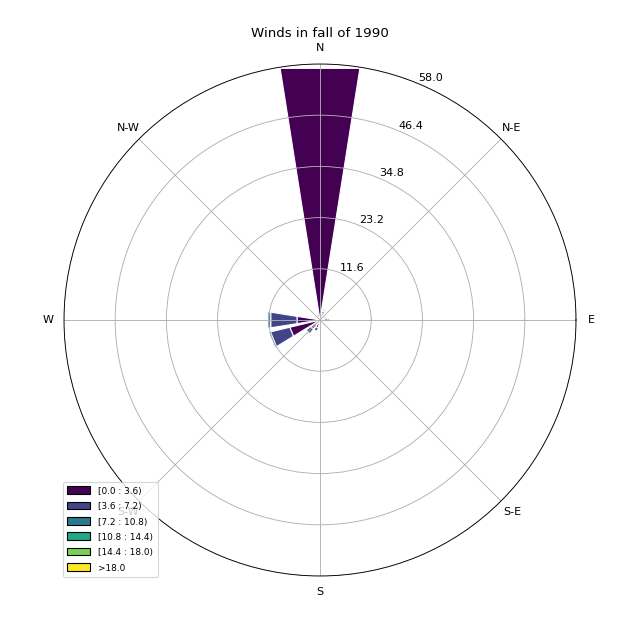 Winds in fall of 1990
N
58.0
N-W
N-E
46.4
34.8
23.2
11.6
W
E
S-W
S-E
[0.0 : 3.6)
[3.6 : 7.2)
[7.2 : 10.8)
[10.8 : 14.4)
[14.4 : 18.0)
>18.0
S